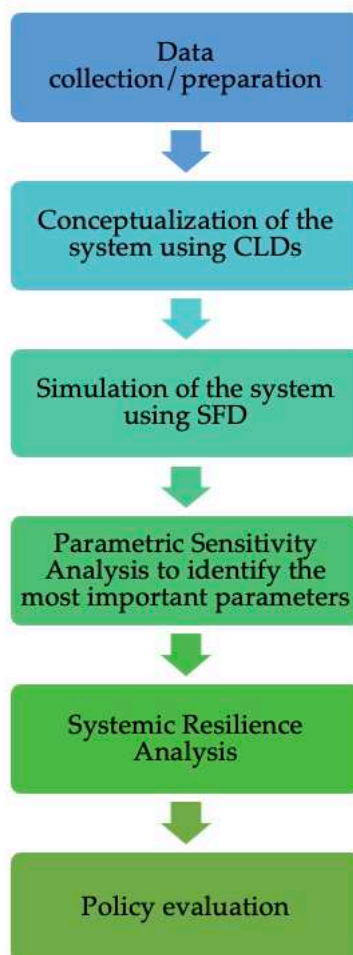 Data
collection/preparation
Conceptualization of the
system using CLDs
Simulation of the system
using SFD
Parametric Sensitivity
Analysis to identify the
most important parameters
Systemic Resilience
Analysis
Policy evaluation